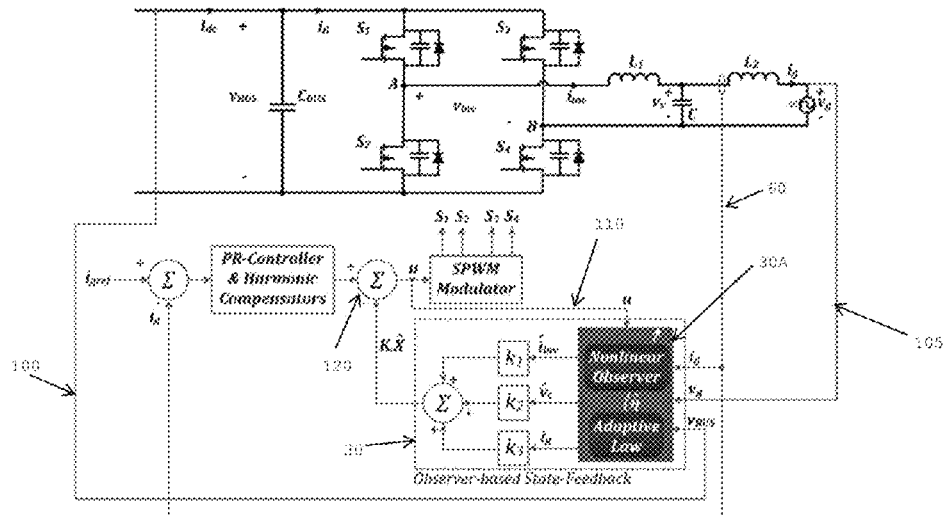 i_dc
+
i_d
S_1
S_3
v_BUS
C_BUS
A
+
v_inv
i_inv
L_1
L_2
i_g
v_c
+
C
+
v_g
B
S_2
S_4
60
S_1 S_2 S_3 S_4
110
PR-Controller
& Harmonic
Compensators
SPWM
Modulator
30A
i_gref
+
Σ
+
Σ
u
u
i_g
120
K.X̂
100
105
k_1
î_inv
Nonlinear
Observer
i_g
Σ
+
k_2
v̂_c
v_g
Adaptive
Law
v_BUS
30
k_3
i_g
Observer-based State-Feedback